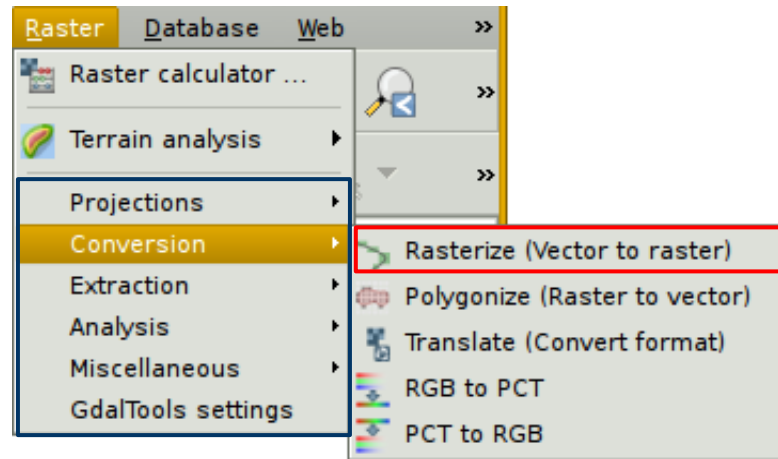 Raster Database Web »
Raster calculator ...
»
Terrain analysis
»
Projections
Conversion
Extraction
Analysis
Miscellaneous
GdalTools settings
Rasterize (Vector to raster)
Polygonize (Raster to vector)
Translate (Convert format)
RGB to PCT
PCT to RGB